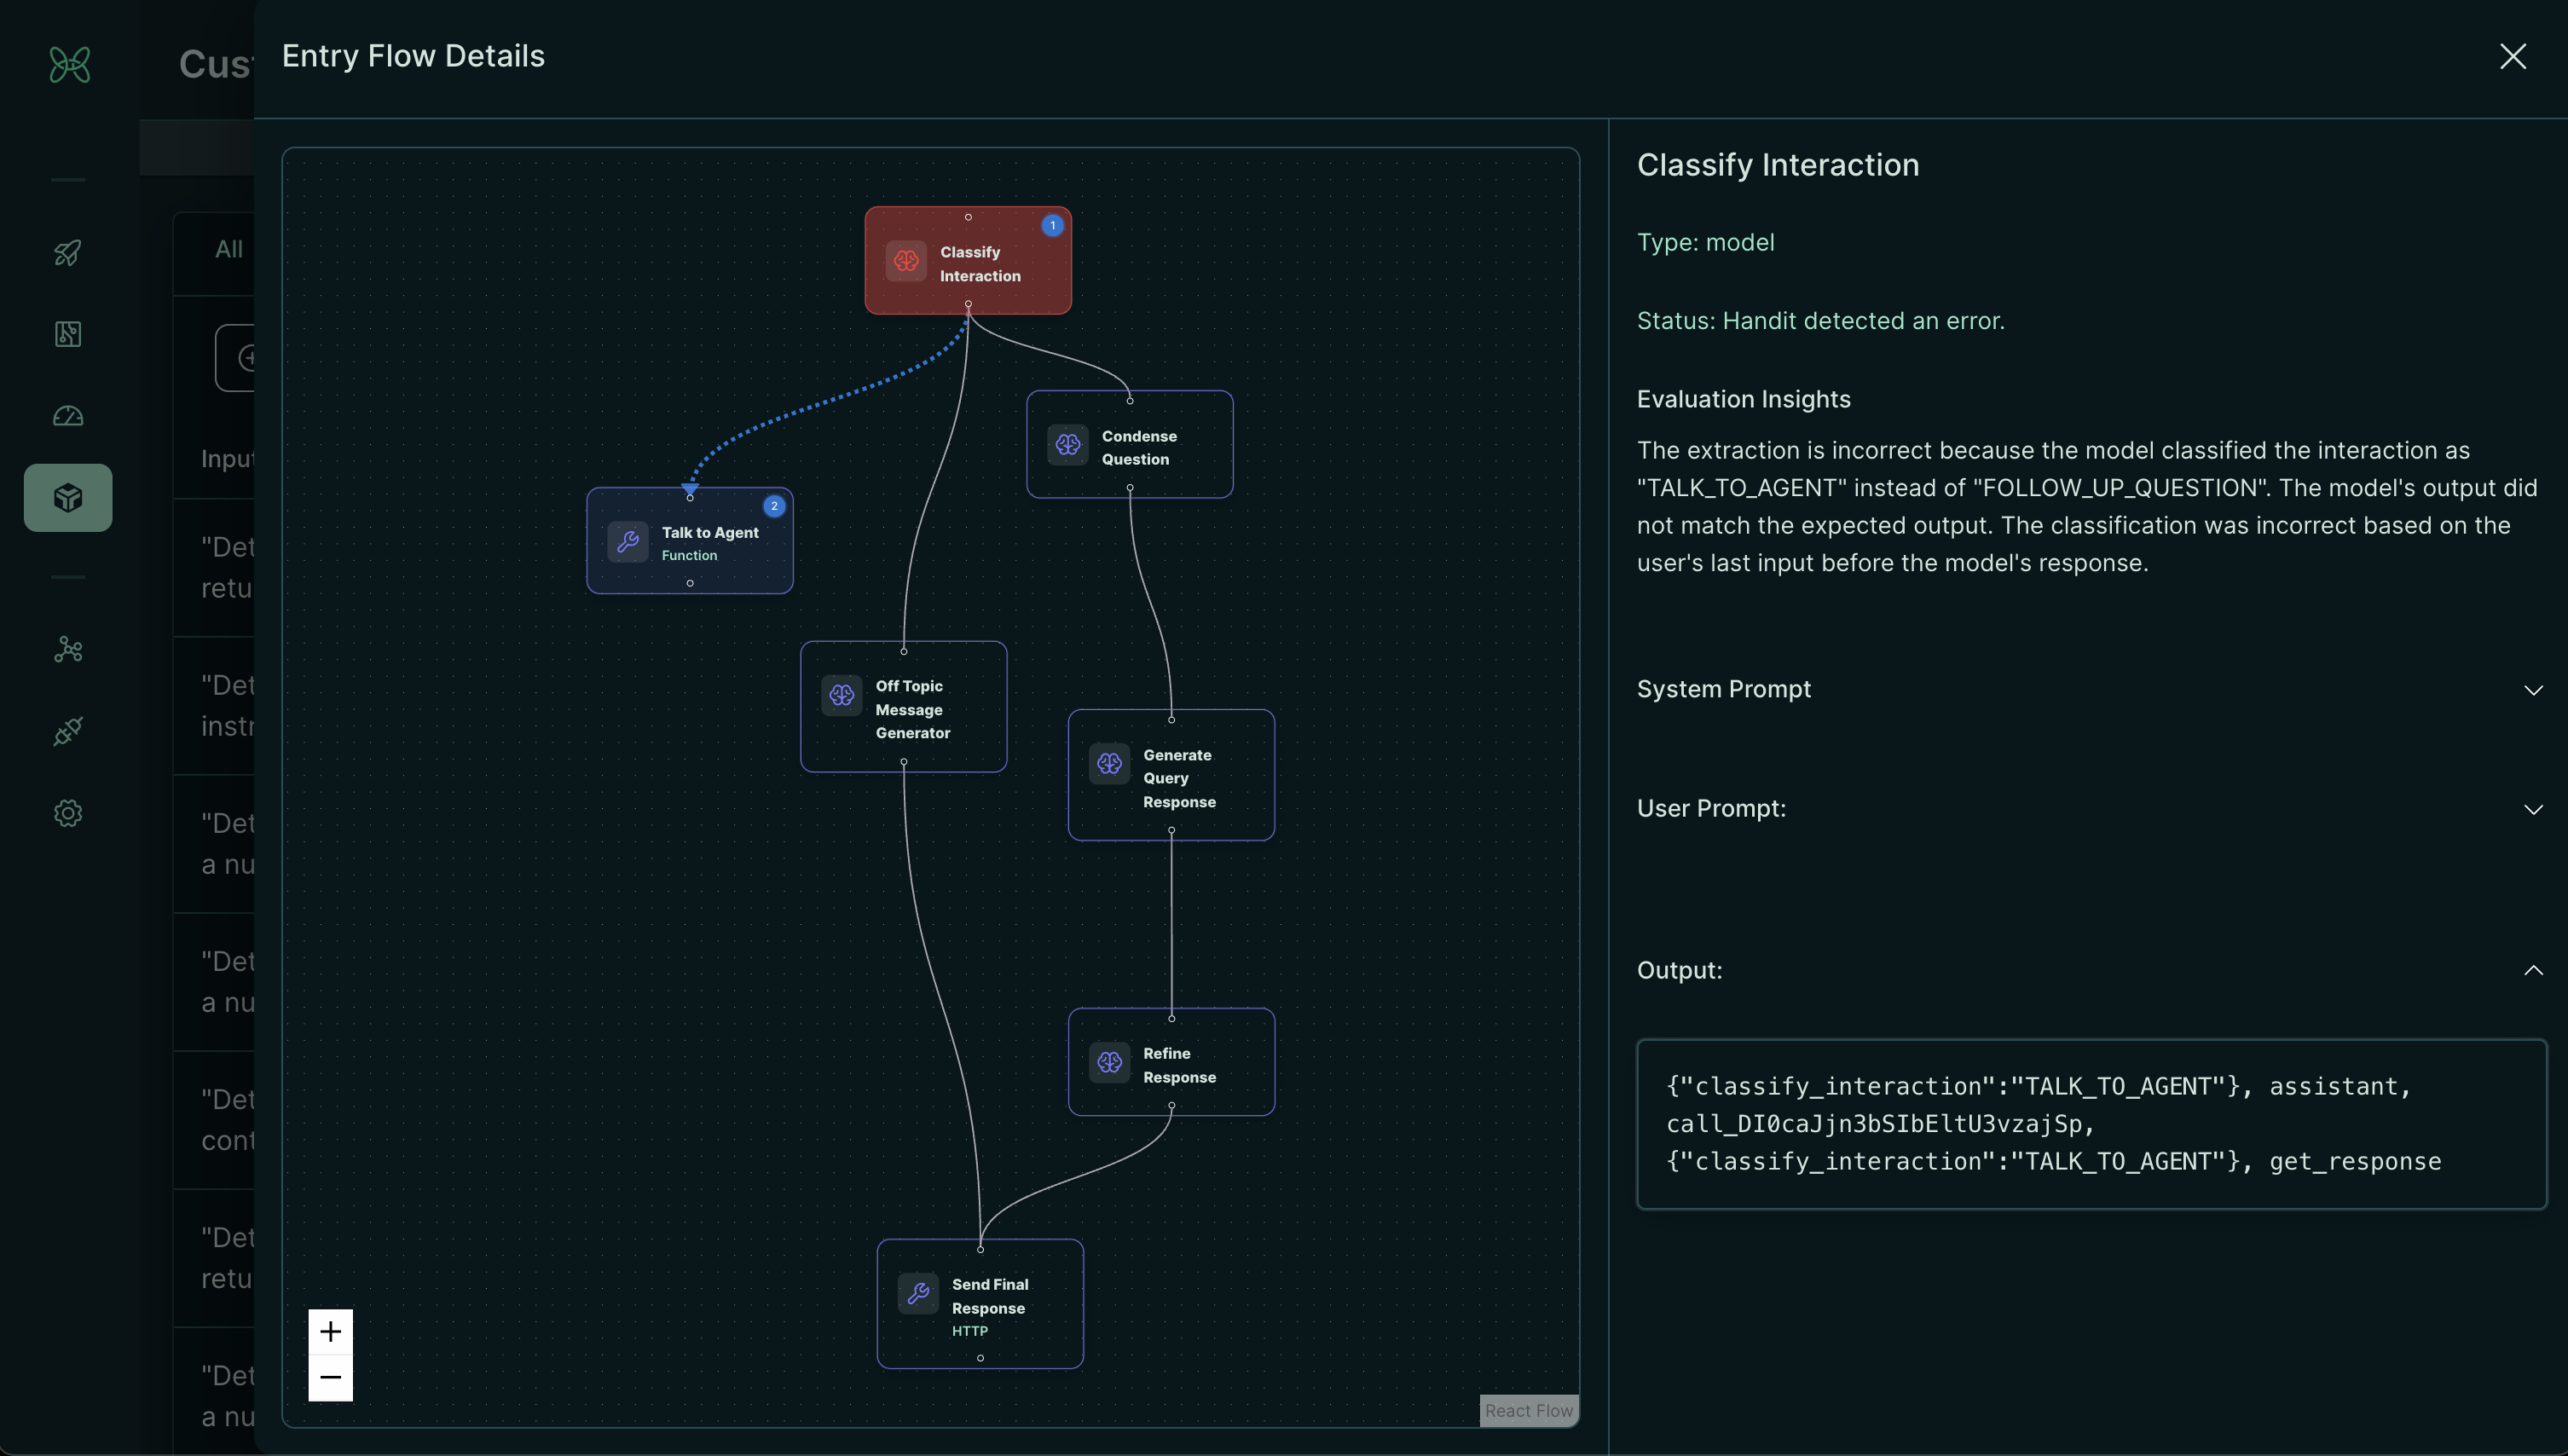 Cus
Entry Flow Details
All
Input
"Det
retu
"Det
instr
"Det
a nu
"Det
a nu
"Det
cont
"Det
retu
"Det
a nu
1
Classify
Interaction
Condense
Question
2
Talk to Agent
Function
Off Topic
Message
Generator
Generate
Query
Response
Refine
Response
Send Final
Response
HTTP
React Flow
Classify Interaction
Type: model
Status: Handit detected an error.
Evaluation Insights
The extraction is incorrect because the model classified the interaction as
"TALK_TO_AGENT" instead of "FOLLOW_UP_QUESTION". The model's output did
not match the expected output. The classification was incorrect based on the
user's last input before the model's response.
System Prompt
User Prompt:
Output:
{"classify_interaction":"TALK_TO_AGENT"}, assistant,
call_DI0caJjn3bSIbEltU3vzajSp,
{"classify_interaction":"TALK_TO_AGENT"}, get_response